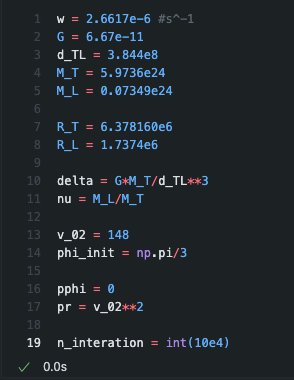 1 w = 2.6617e-6 #s^-1
2 G = 6.67e-11
3 d_TL = 3.844e8
4 M_T = 5.9736e24
5 M_L = 0.07349e24
6
7 R_T = 6.378160e6
8 R_L = 1.7374e6
9
10 delta = G*M_T/d_TL**3
11 nu = M_L/M_T
12
13 v_02 = 148
14 phi_init = np.pi/3
15
16 pphi = 0
17 pr = v_02**2
18
19 n_interation = int(10e4)
✓ 0.0s